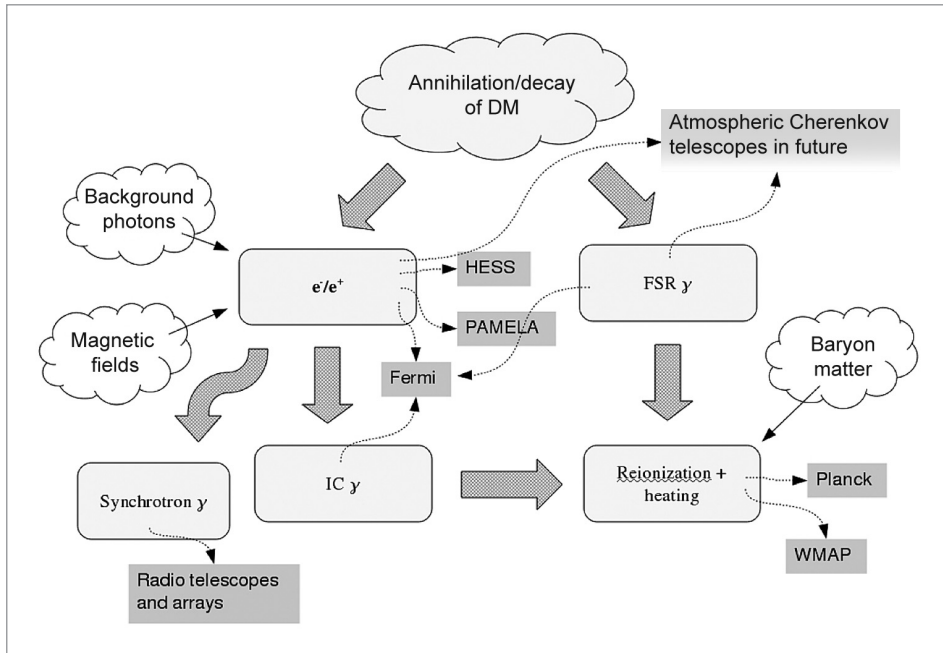 Annihilation/decay
of DM
Atmospheric Cherenkov
telescopes in future
Background
photons
e-/e+
HESS
FSR γ
PAMELA
Magnetic
fields
Fermi
Baryon
matter
Synchrotron γ
IC γ
Reionization +
heating
Planck
WMAP
Radio telescopes
and arrays